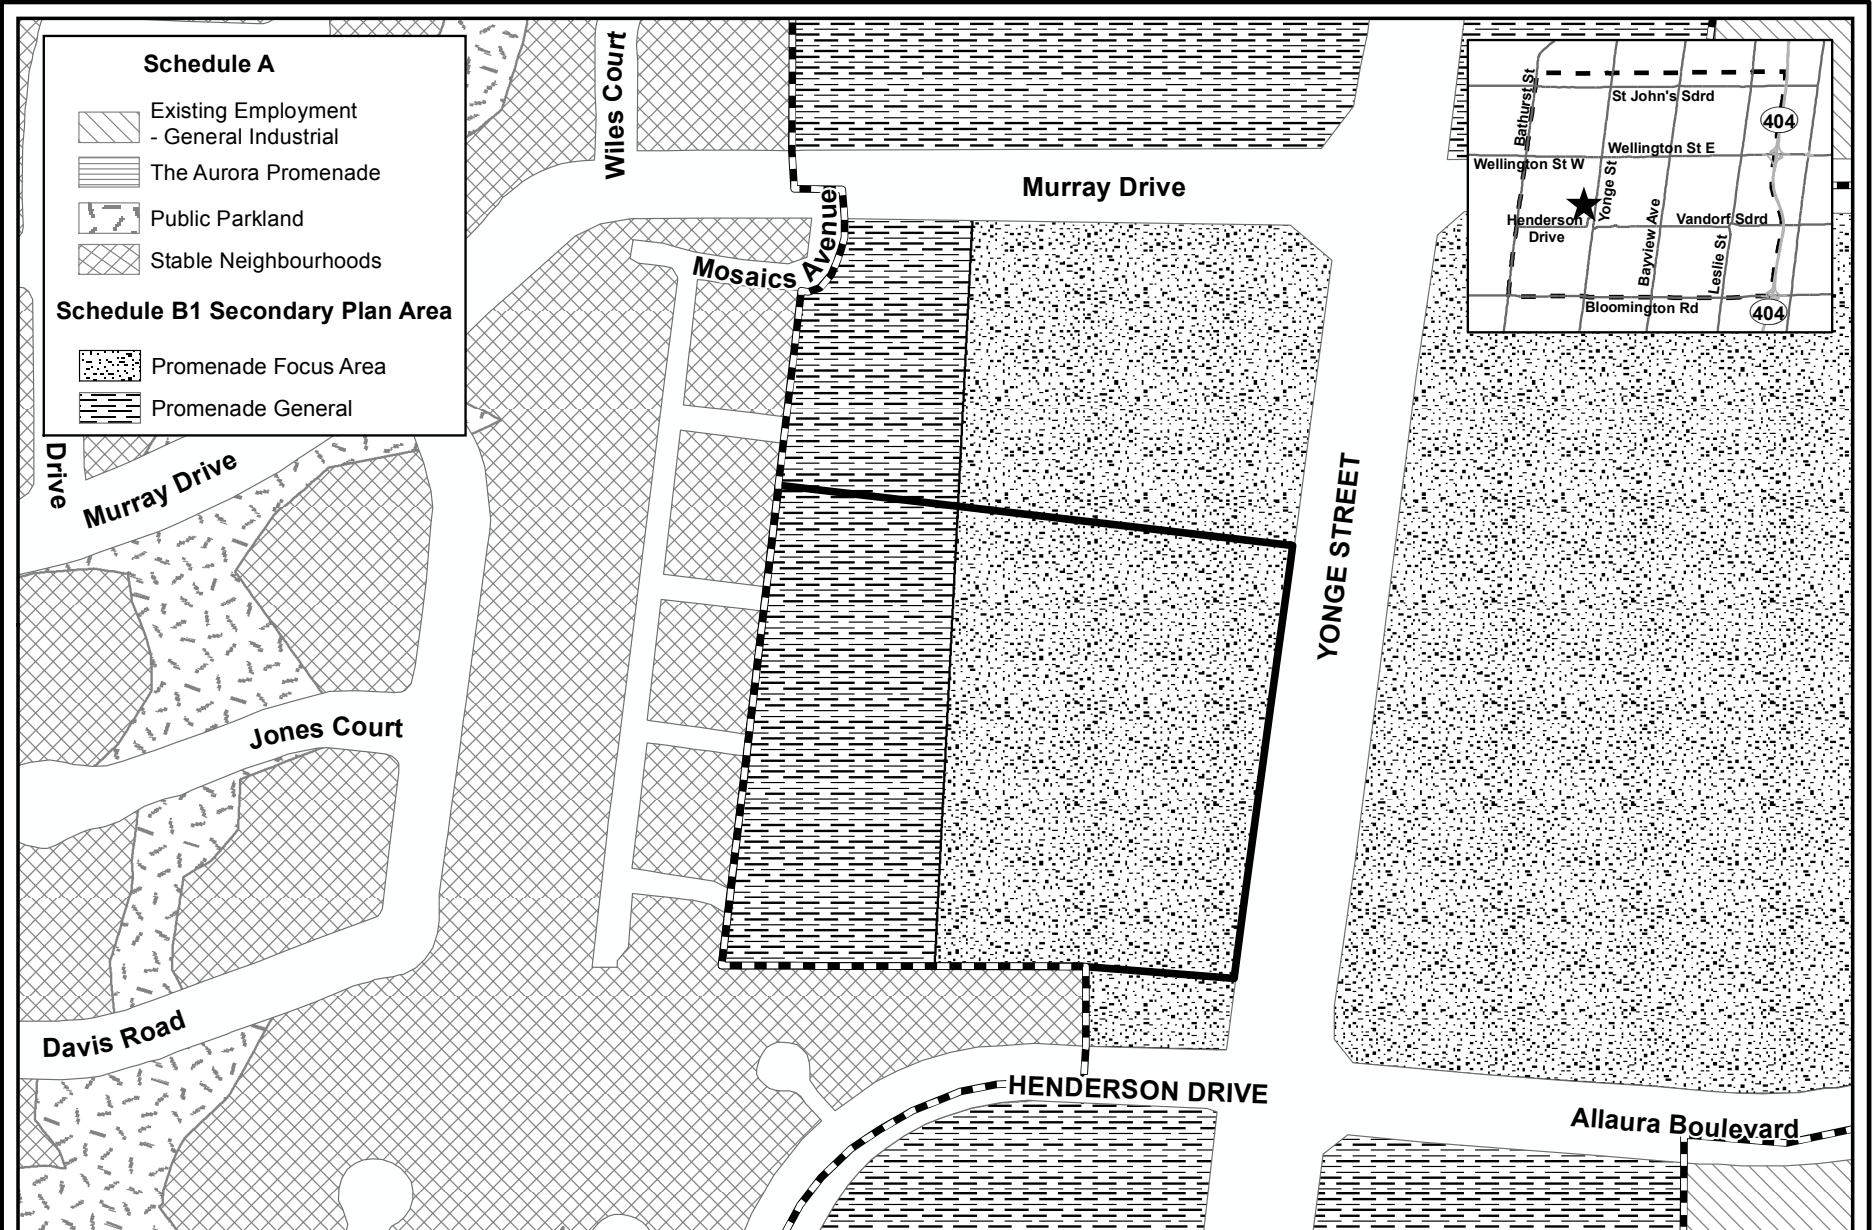 Schedule A
Existing Employment
- General Industrial
The Aurora Promenade
Public Parkland
Stable Neighbourhoods
Schedule B1 Secondary Plan Area
Promenade Focus Area
Promenade General
Wiles Court
Murray Drive
Mosaics Avenue
Bathurst St
St John's Sdrd
404
Wellington St E
Wellington St W
Yonge St
Henderson
Drive
Bayview Ave
Vandorf Sdrd
Leslie St
Bloomington Rd
404
Drive
Murray Drive
YONGE STREET
Jones Court
Davis Road
HENDERSON DRIVE
Allaura Boulevard